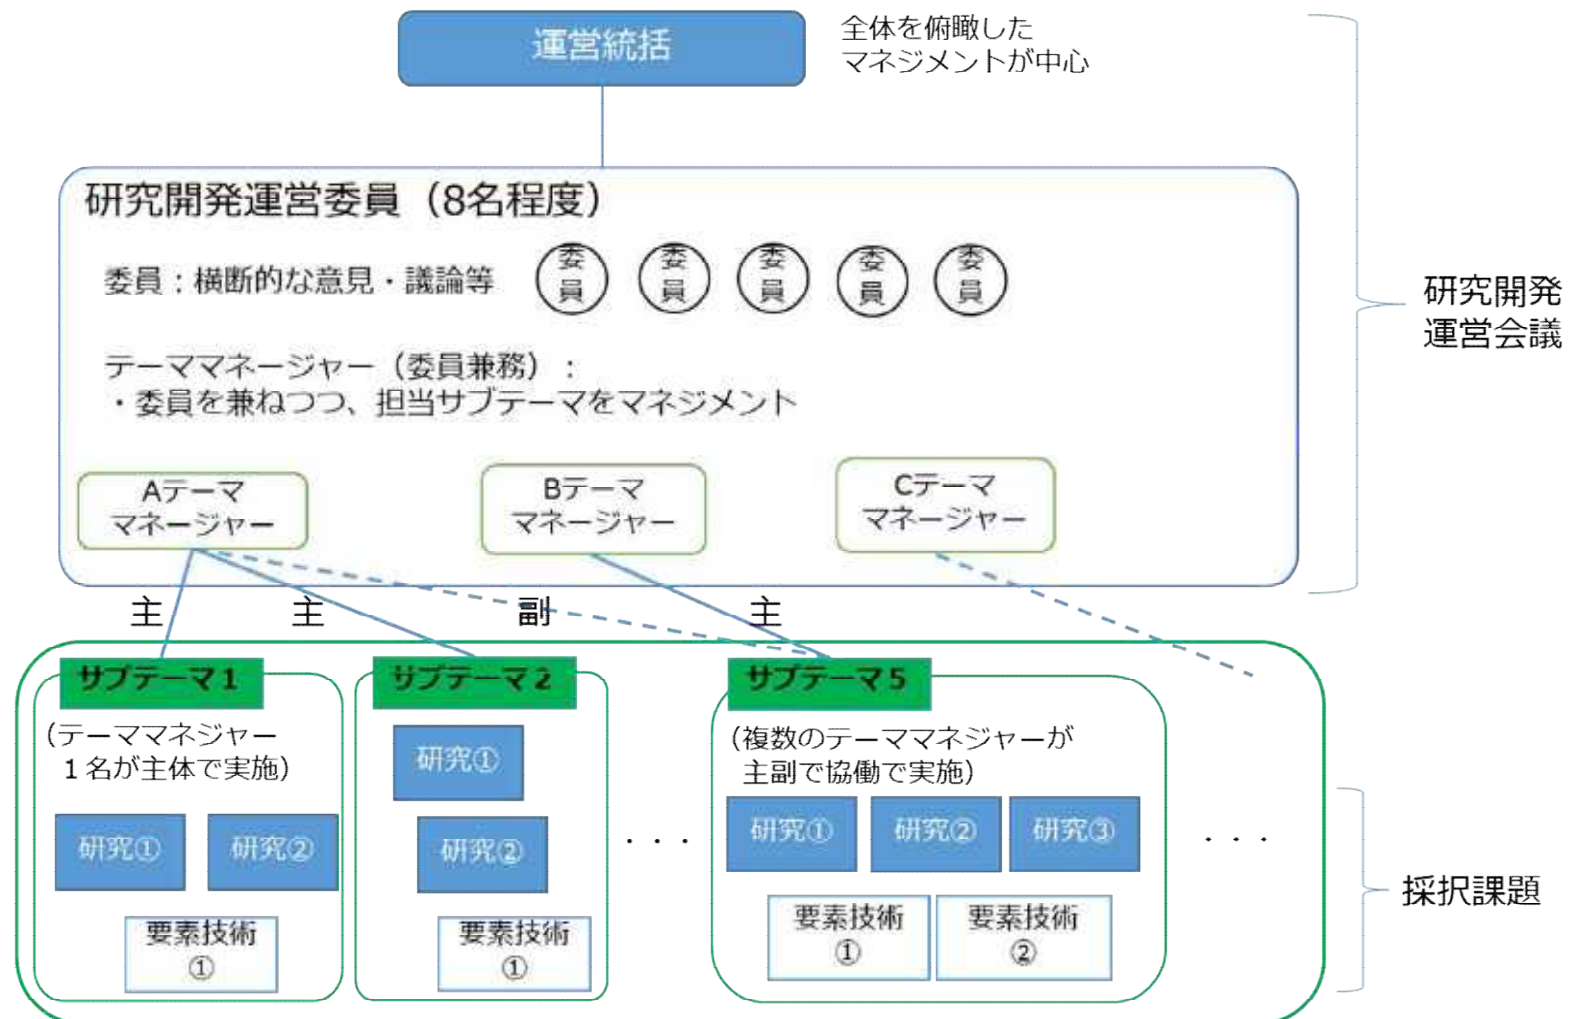 運営統括
全体を俯瞰した
マネジメントが中心
研究開発運営委員（8名程度）
委員：横断的な意見・議論等
委員
委員
委員
委員
委員
テーママネージャー（委員兼務）：
・委員を兼ねつつ、担当サブテーマをマネジメント
研究開発
運営会議
Aテーマ
マネージャー
Bテーマ
マネージャー
Cテーマ
マネージャー
主
主
副
主
サブテーマ１
（テーママネジャー
１名が主体で実施）
研究①
研究②
要素技術
①
サブテーマ２
研究①
研究②
要素技術
①
・・・
サブテーマ５
（複数のテーママネジャーが
主副で協働で実施）
研究①
研究②
研究③
要素技術
①
要素技術
②
・・・
採択課題